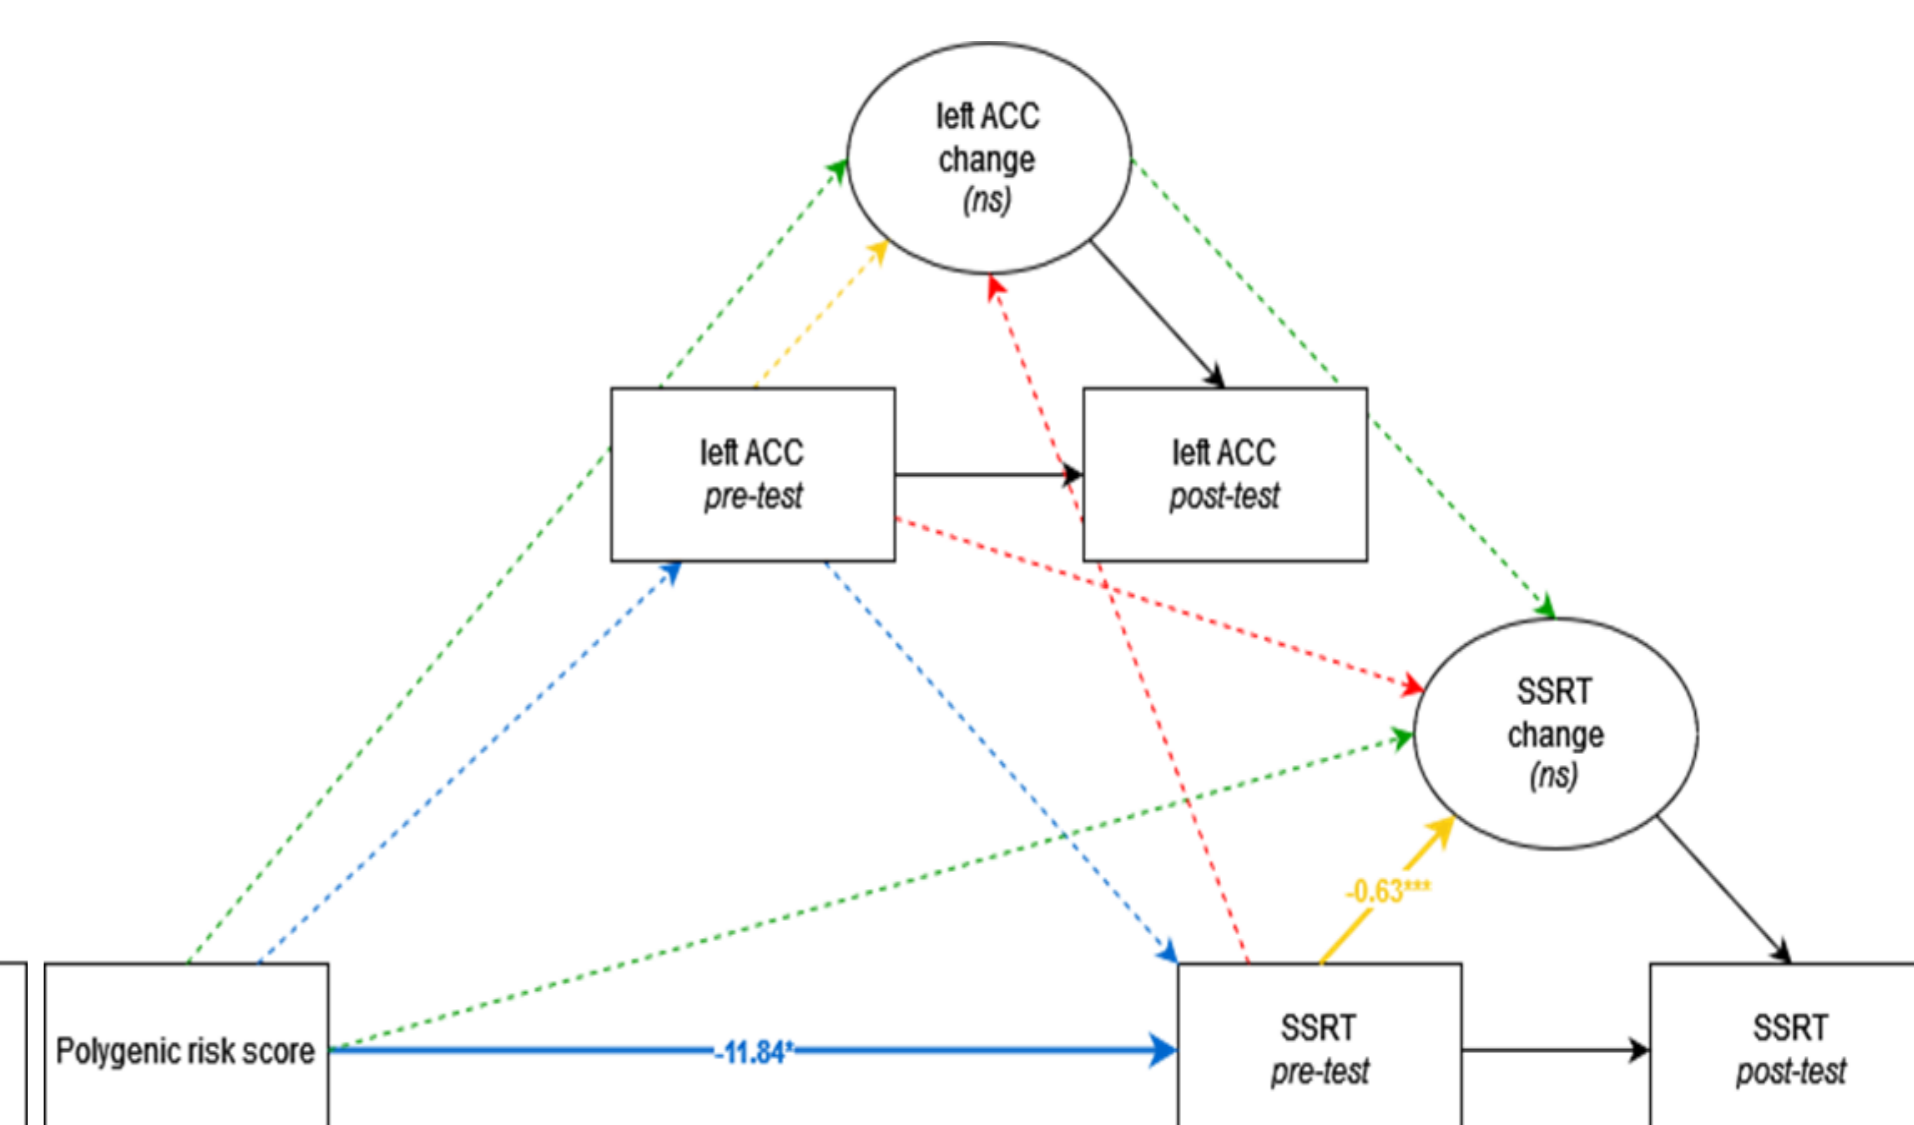 left ACC
change
(ns)
left ACC
pre-test
left ACC
post-test
SSRT
change
(ns)
-0.63***
Polygenic risk score
-11.84*
SSRT
pre-test
SSRT
post-test